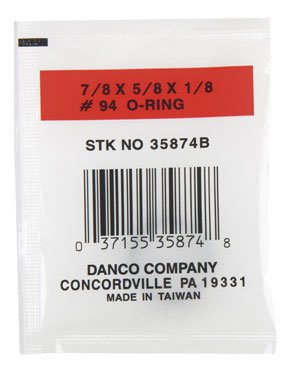 7/8 X 5/8 X 1/8
# 94 O-RING
STK NO 35874B
0 37155 35874 8
DANCO COMPANY
CONCORDVILLE PA 19331
MADE IN TAIWAN